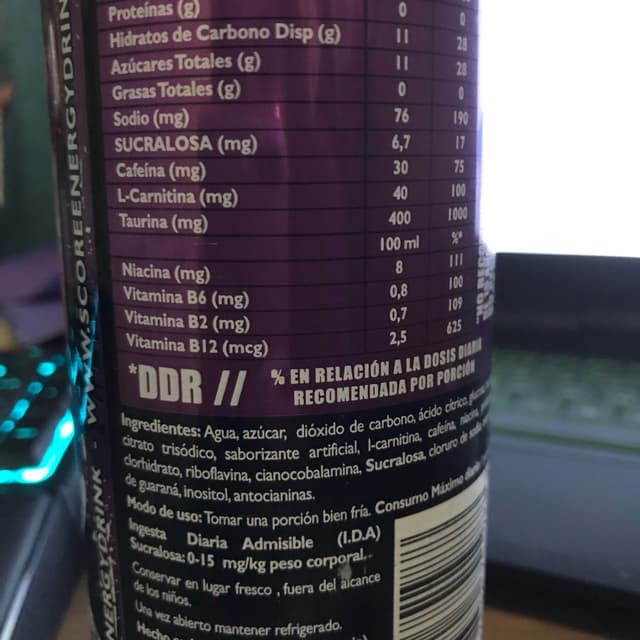 Proteínas (g) 0 0
Hidratos de Carbono Disp (g) 11 28
Azúcares Totales (g) 11 28
Grasas Totales (g) 0 0
Sodio (mg) 76 190
SUCRALOSA (mg) 6,7 17
Cafeína (mg) 30 75
L-Carnitina (mg) 40 100
Taurina (mg) 400 1000
100 ml %*
Niacina (mg) 8 111
Vitamina B6 (mg) 0,8 100
Vitamina B2 (mg) 0,7 109
Vitamina B12 (mcg) 2,5 625
*DDR // % EN RELACIÓN A LA DOSIS DIARIA
RECOMENDADA POR PORCIÓN
Ingredientes: Agua, azúcar, dióxido de carbono, ácido cítrico,
citrato trisódico, saborizante artificial, l-carnitina, cafeína, niacina,
clorhidrato, riboflavina, cianocobalamina, Sucralosa, cloruro de sodio,
de guaraná, inositol, antocianinas.
Modo de uso: Tomar una porción bien fría. Consumo Máximo
Ingesta Diaria Admisible (I.D.A)
Sucralosa: 0-15 mg/kg peso corporal.
Conservar en lugar fresco , fuera del alcance
de los niños.
Una vez abierto mantener refrigerado.
WWW.SCOREENERGYDRIN
NERGYDRINK